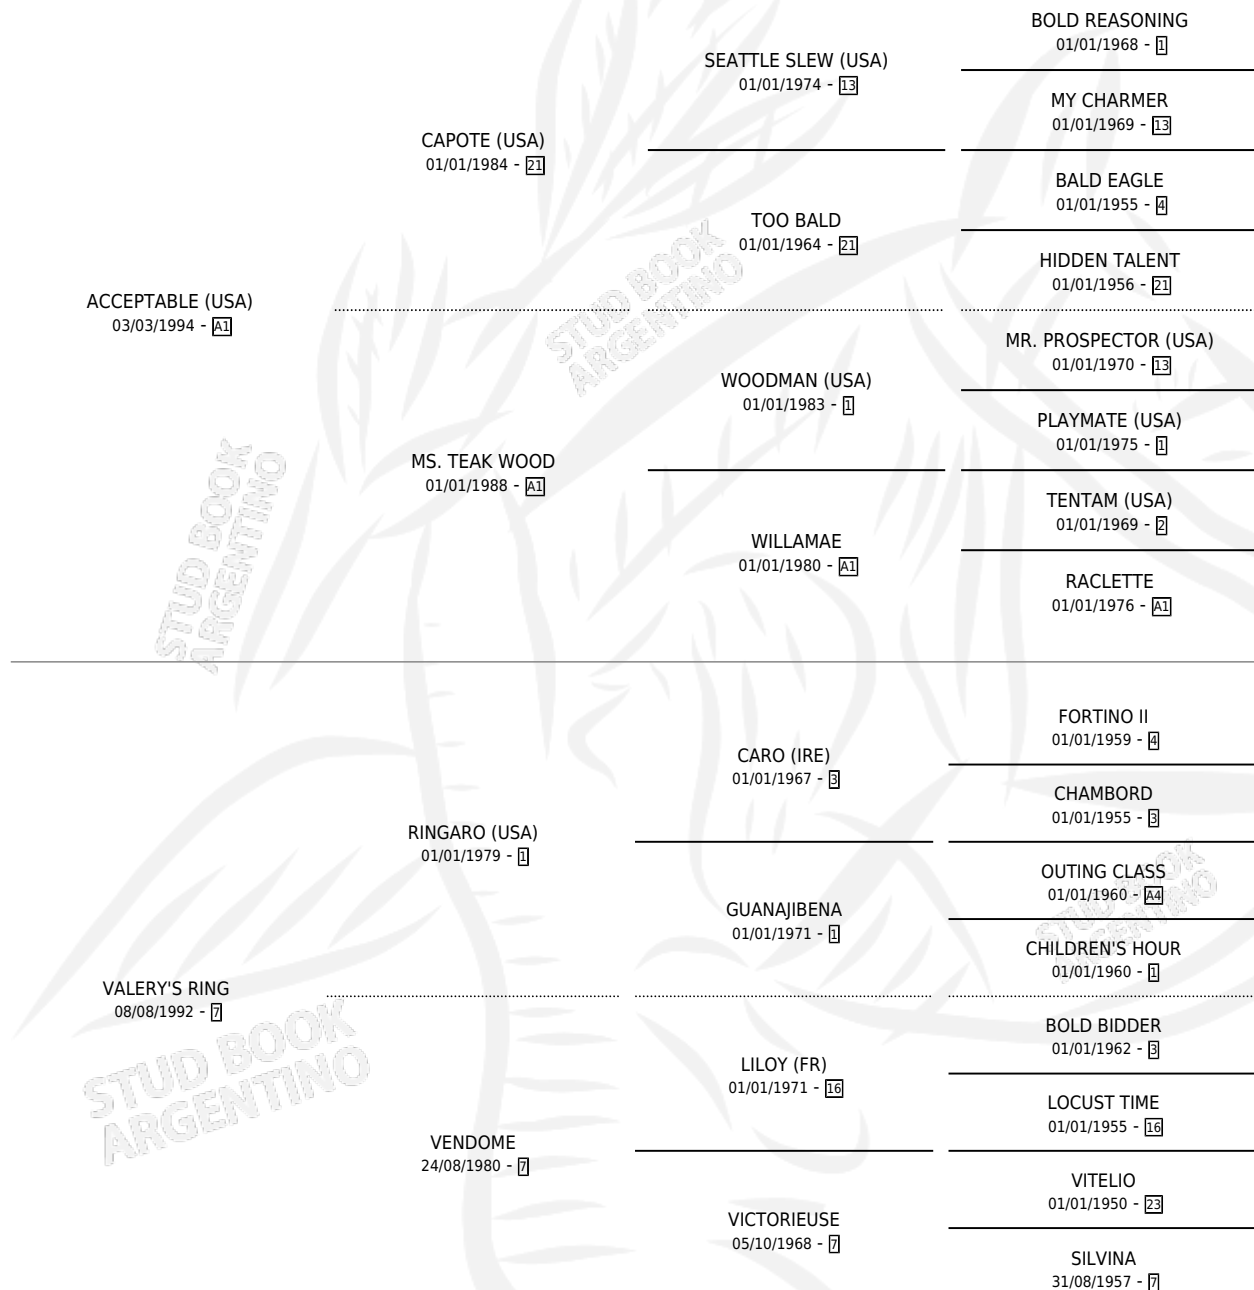 BOLD REASONING
01/01/1968 - 1
SEATTLE SLEW (USA)
01/01/1974 - 13
MY CHARMER
01/01/1969 - 13
CAPOTE (USA)
01/01/1984 - 21
BALD EAGLE
01/01/1955 - 4
TOO BALD
01/01/1964 - 21
HIDDEN TALENT
01/01/1956 - 21
ACCEPTABLE (USA)
03/03/1994 - A1
MR. PROSPECTOR (USA)
01/01/1970 - 13
WOODMAN (USA)
01/01/1983 - 1
PLAYMATE (USA)
01/01/1975 - 1
MS. TEAK WOOD
01/01/1988 - A1
TENTAM (USA)
01/01/1969 - 2
WILLAMAE
01/01/1980 - A1
RACLETTE
01/01/1976 - A1
FORTINO II
01/01/1959 - 4
CARO (IRE)
01/01/1967 - 3
CHAMBORD
01/01/1955 - 3
RINGARO (USA)
01/01/1979 - 1
OUTING CLASS
01/01/1960 - A4
GUANAJIBENA
01/01/1971 - 1
CHILDREN'S HOUR
01/01/1960 - 1
VALERY'S RING
08/08/1992 - 7
BOLD BIDDER
01/01/1962 - 3
LILOY (FR)
01/01/1971 - 16
LOCUST TIME
01/01/1955 - 16
VENDOME
24/08/1980 - 7
VITELIO
01/01/1950 - 23
VICTORIEUSE
05/10/1968 - 7
SILVINA
31/08/1957 - 7
STUD BOOK
ARGENTINO
STUD BOOK
ARGENTINO
STUD BOOK
ARGENTINO
STUD BOOK
ARGENTINO